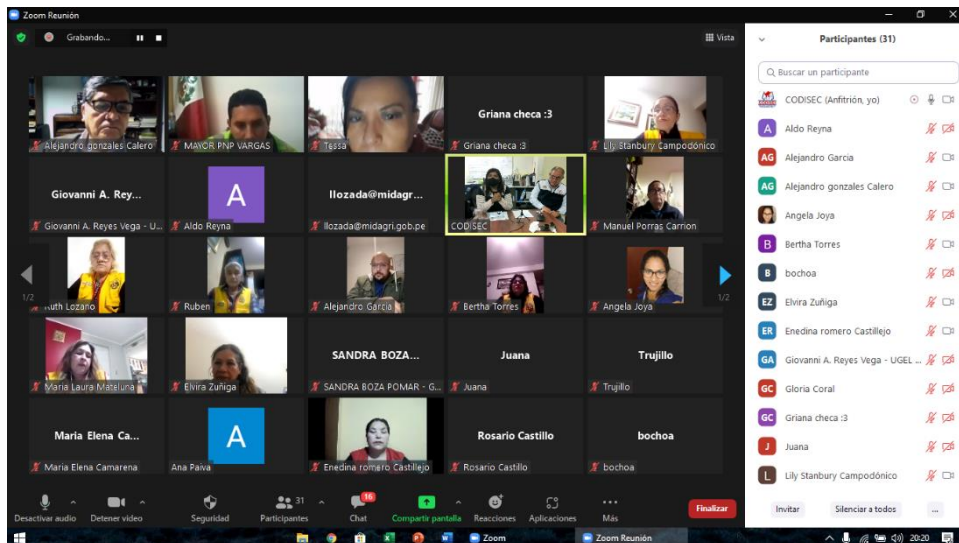 Zoom Reunión
Grabando...
Vista
Alejandro gonzales Calero
MAYOR PNP VARGAS
Tessa
Griana checa :3
Griana checa :3
Lily Stanbury Campodónico
Giovanni A. Rey...
Giovanni A. Reyes Vega - U...
A
Aldo Reyna
llozada@midagr...
llozada@midagri.gob.pe
CODISEC
Manuel Porras Carrion
1/2
Ruth Lozano
Ruben
Alejandro Garcia
Bertha Torres
Angela Joya
1/2
Maria Laura Mateluna
Elvira Zuñiga
SANDRA BOZA...
SANDRA BOZA POMAR - G...
Juana
Juana
Trujillo
Trujillo
Maria Elena Ca...
Maria Elena Camarena
A
Ana Paiva
Enedina romero Castillejo
Rosario Castillo
Rosario Castillo
bochoa
bochoa
Desactivar audio
Detener video
Seguridad
31
Participantes
16
Chat
Compartir pantalla
Reacciones
Aplicaciones
Más
Finalizar
Participantes (31)
Buscar un participante
CODISEC (Anfitrión, yo)
A Aldo Reyna
AG Alejandro Garcia
AG Alejandro gonzales Calero
Angela Joya
B Bertha Torres
B bochoa
EZ Elvira Zuñiga
ER Enedina romero Castillejo
GA Giovanni A. Reyes Vega - UGEL ...
GC Gloria Coral
GC Griana checa :3
J Juana
L Lily Stanbury Campodónico
Invitar
Silenciar a todos
...
Zoom
Zoom Reunión
20:20